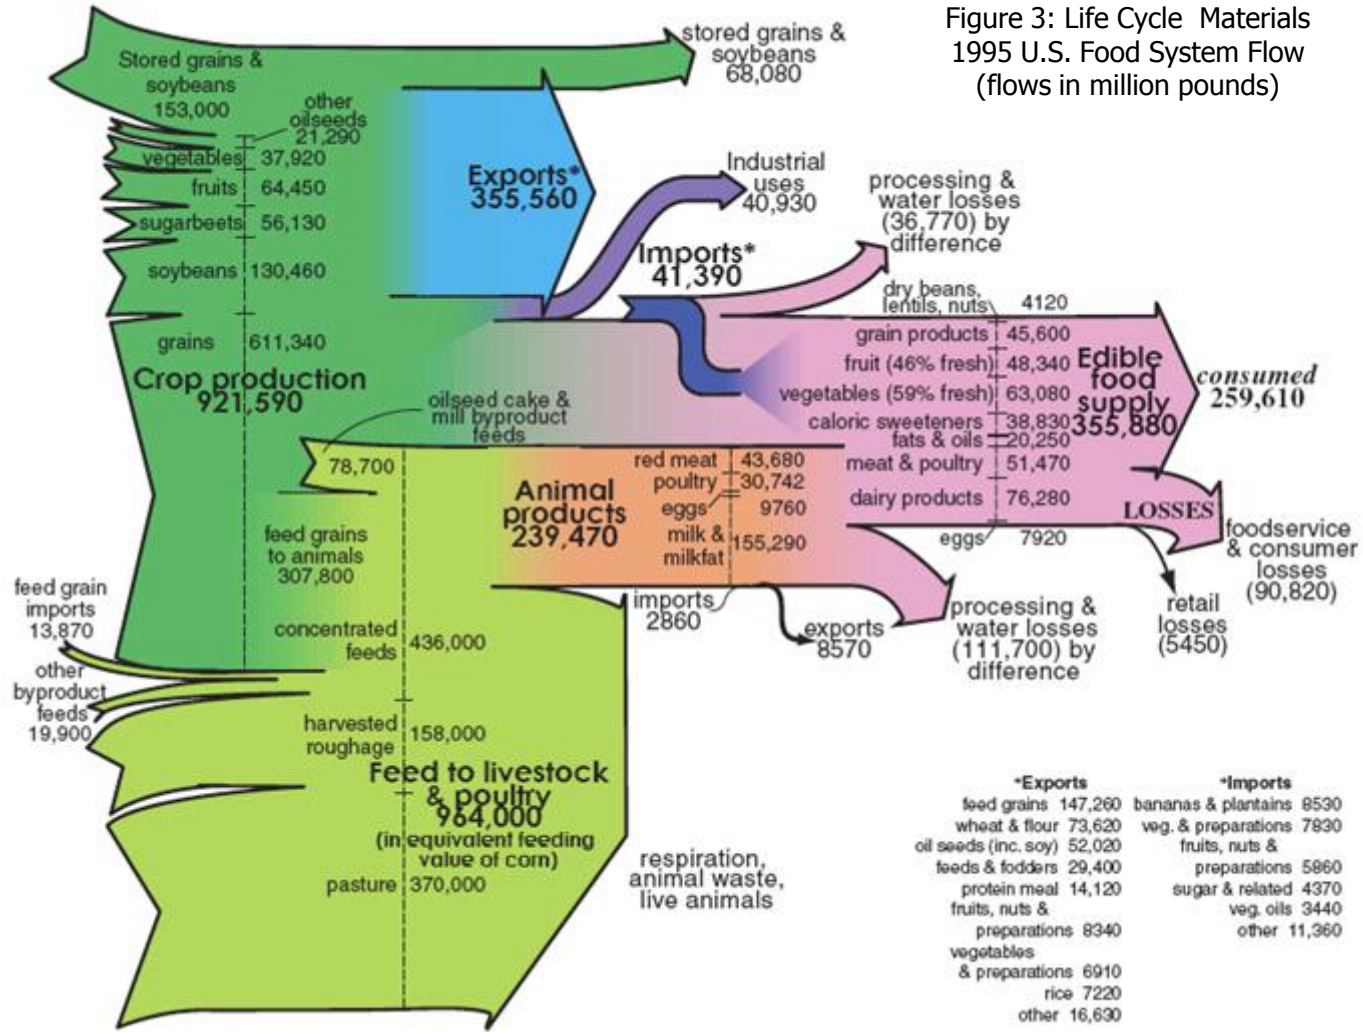 Figure 3: Life Cycle Materials
1995 U.S. Food System Flow
(flows in million pounds)
stored grains &
soybeans
68,080
Stored grains &
soybeans
153,000
other
oilseeds
21,290
vegetables 37,920
fruits 64,450
sugarbeets 56,130
soybeans 130,460
grains 611,340
Crop production
921,590
Exports*
355,560
Industrial
uses
40,930
Imports*
41,390
processing &
water losses
(36,770) by
difference
dry beans,
lentils, nuts 4120
grain products 45,600
fruit (46% fresh) 48,340
vegetables (59% fresh) 63,080
caloric sweeteners 38,830
fats & oils 20,250
meat & poultry 51,470
dairy products 76,280
eggs 7920
Edible
food
supply
355,880
consumed
259,610
LOSSES
foodservice
& consumer
losses
(90,820)
retail
losses
(5450)
oilseed cake &
mill byproduct
feeds
78,700
feed grains
to animals
307,800
Animal
products
239,470
red meat 43,680
poultry 30,742
eggs 9760
milk &
milkfat 155,290
imports
2860
exports
8570
processing &
water losses
(111,700) by
difference
feed grain
imports
13,870
other
byproduct
feeds
19,900
concentrated
feeds 436,000
harvested
roughage 158,000
Feed to livestock
& poultry
964,000
(in equivalent feeding
value of corn)
pasture 370,000
respiration,
animal waste,
live animals
*Exports
feed grains 147,260
wheat & flour 73,620
oil seeds (inc. soy) 52,020
feeds & fodders 29,400
protein meal 14,120
fruits, nuts &
preparations 8340
vegetables
& preparations 6910
rice 7220
other 16,630
*Imports
bananas & plantains 8530
veg. & preparations 7830
fruits, nuts &
preparations 5860
sugar & related 4370
veg. oils 3440
other 11,360